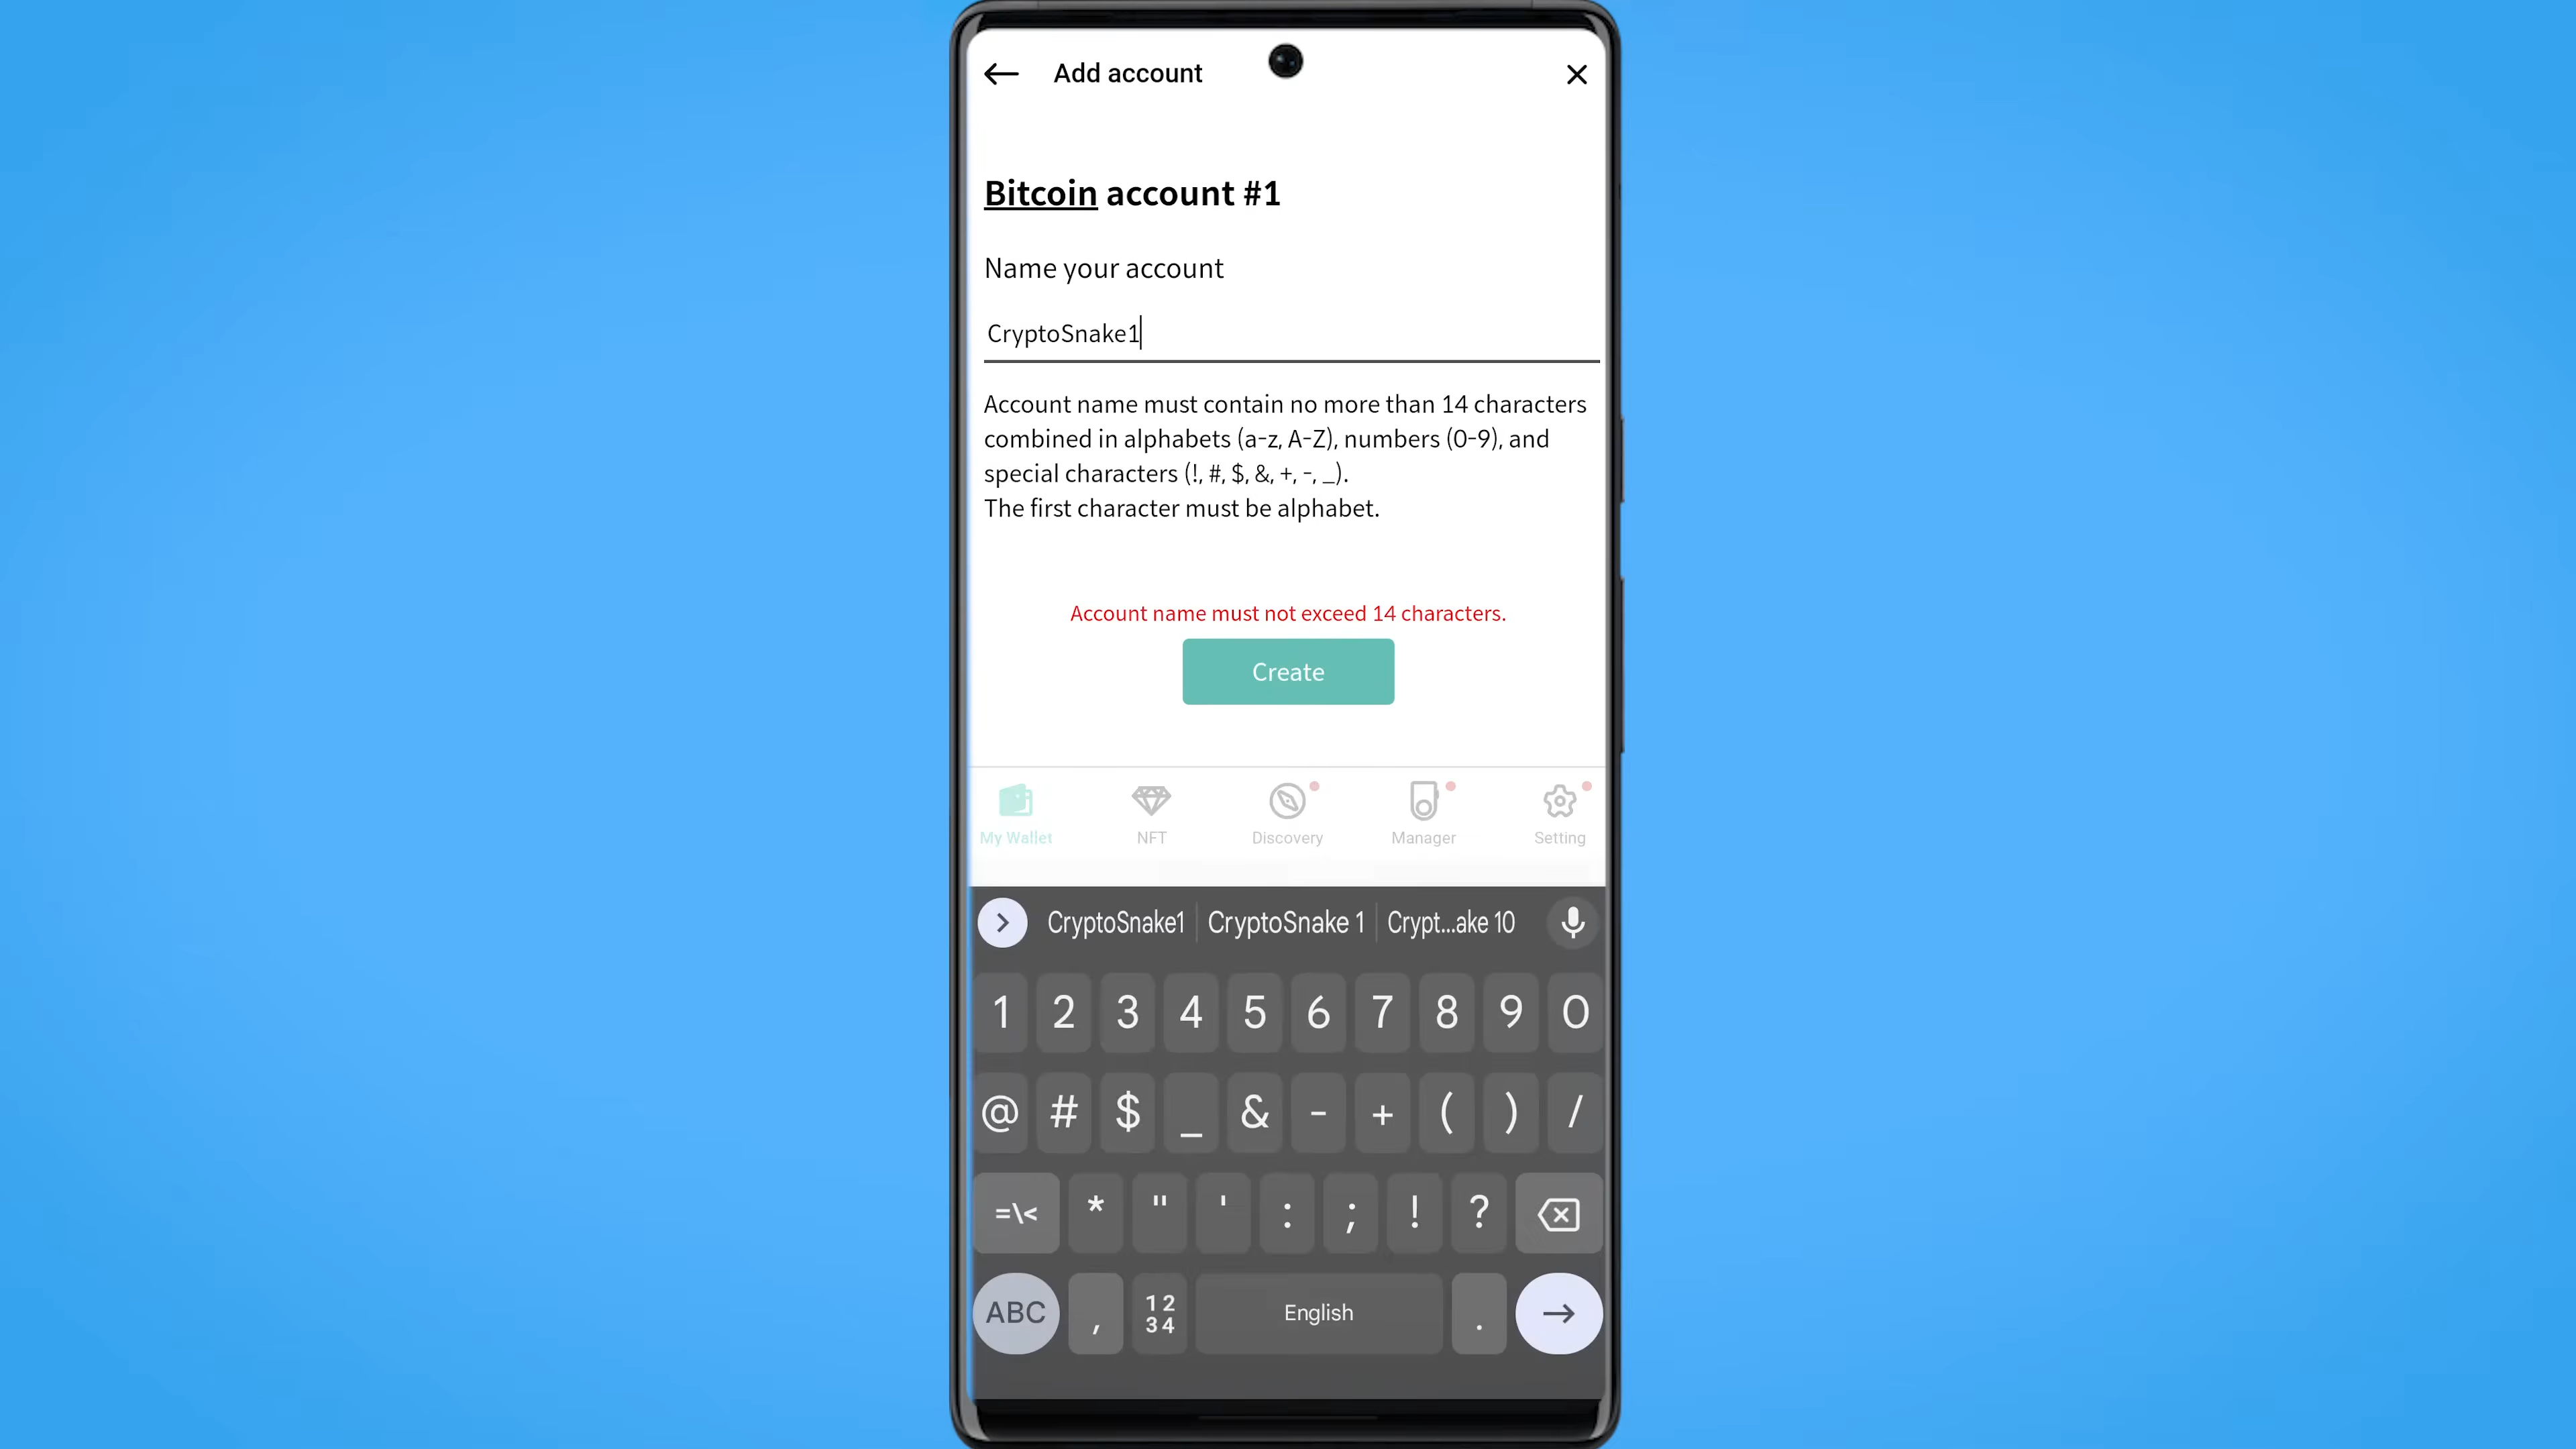 Add account
Bitcoin account #1
Name your account
CryptoSnake1
Account name must contain no more than 14 characters
combined in alphabets (a-z, A-Z), numbers (0-9), and
special characters (!, #, $, &, +, -, _).
The first character must be alphabet.
Account name must not exceed 14 characters.
Create
My Wallet NFT Discovery Manager Setting
CryptoSnake1 CryptoSnake 1 Crypt...ake 10
1 2 3 4 5 6 7 8 9 0
@ # $ _ & - + ( ) /
=\< * " ' : ; ! ?
ABC , 12 34 English .